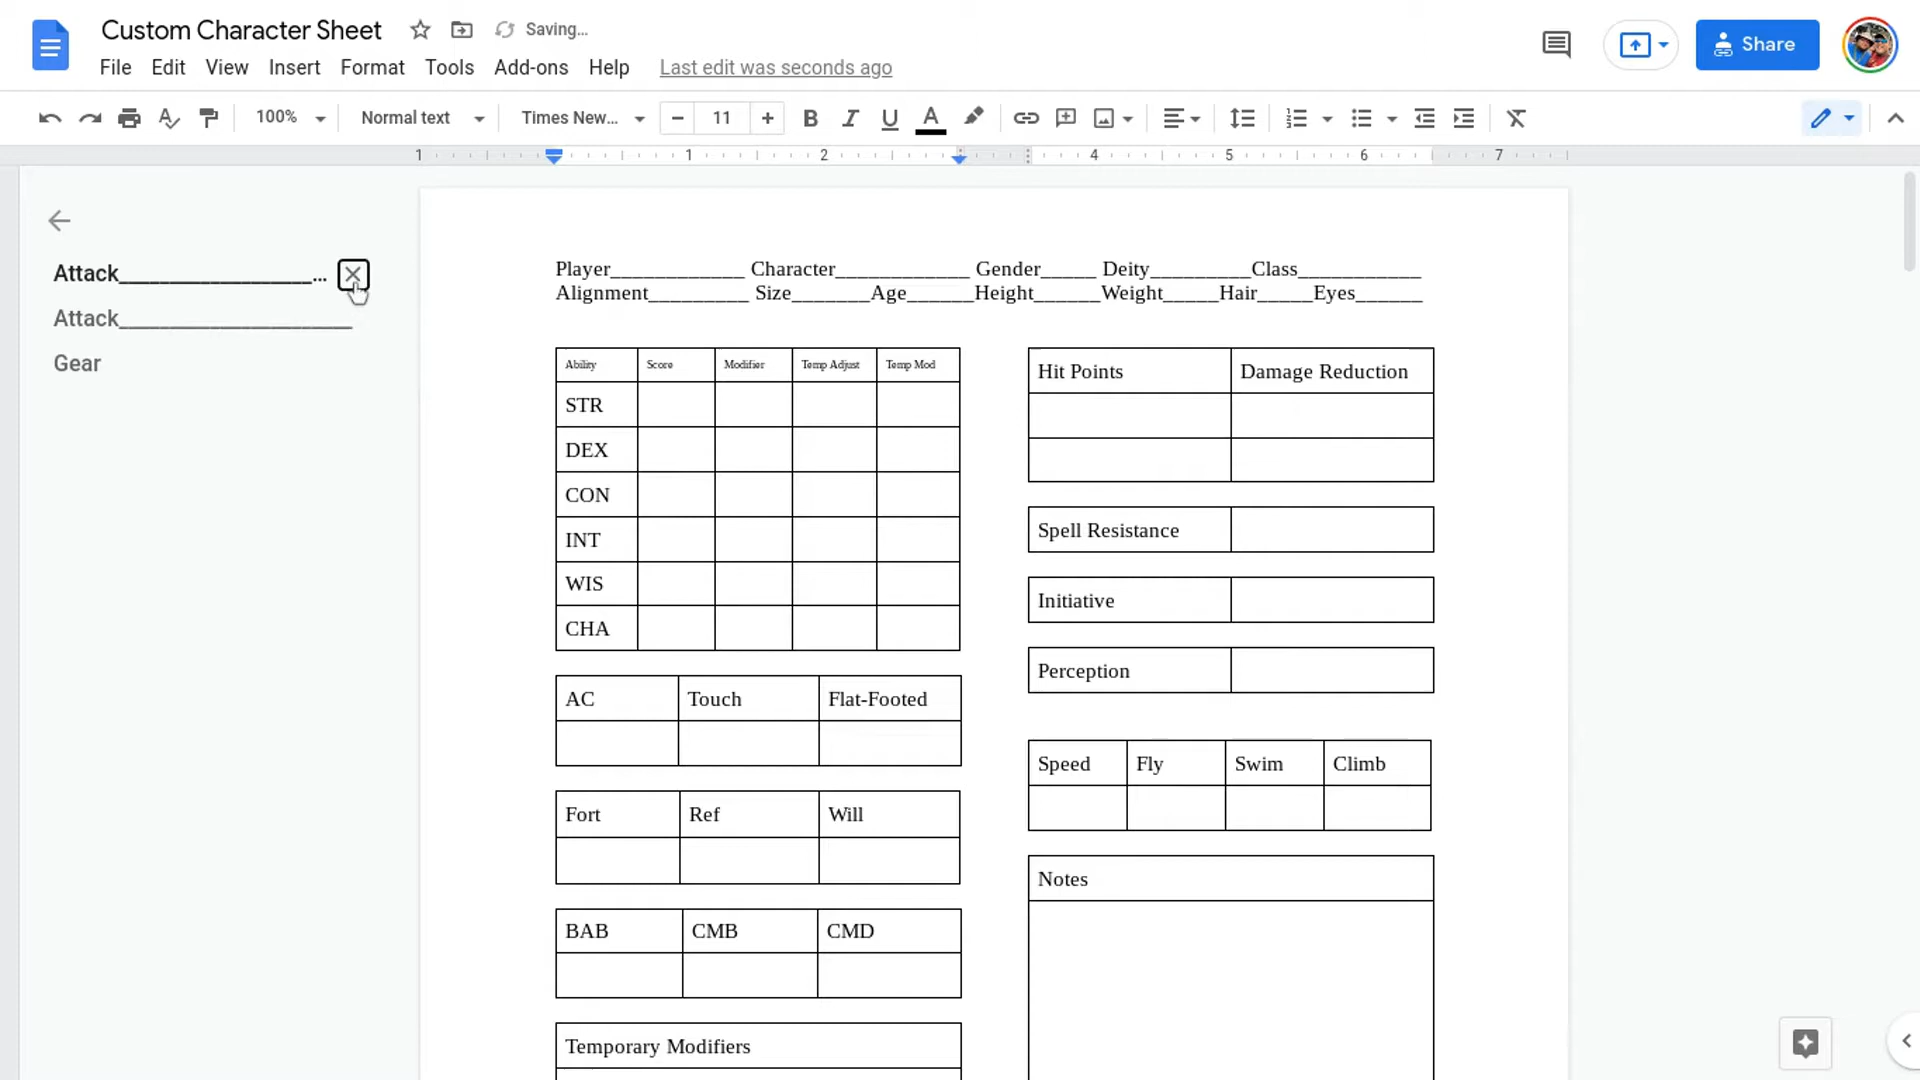 Custom Character Sheet
Saving…
File Edit View Insert Format Tools Add-ons Help Last edit was seconds ago
Share
100% Normal text Times New... 11
1 1 2 4 5 6 7
Attack___________________...
Attack_______________________
Gear
Player____________ Character____________ Gender_____ Deity_________Class___________
Alignment_________ Size_______Age______Height______Weight_____Hair_____Eyes______
Ability Score Modifier Temp Adjust Temp Mod
STR
DEX
CON
INT
WIS
CHA
AC Touch Flat-Footed
Fort Ref Will
BAB CMB CMD
Temporary Modifiers
Hit Points Damage Reduction
Spell Resistance
Initiative
Perception
Speed Fly Swim Climb
Notes